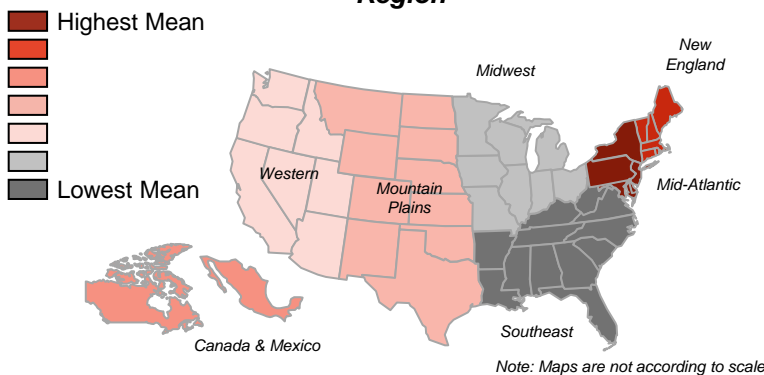 Region
Highest Mean
Lowest Mean
New
England
Midwest
Western
Mountain
Plains
Mid-Atlantic
Southeast
Canada & Mexico
Note: Maps are not according to scale